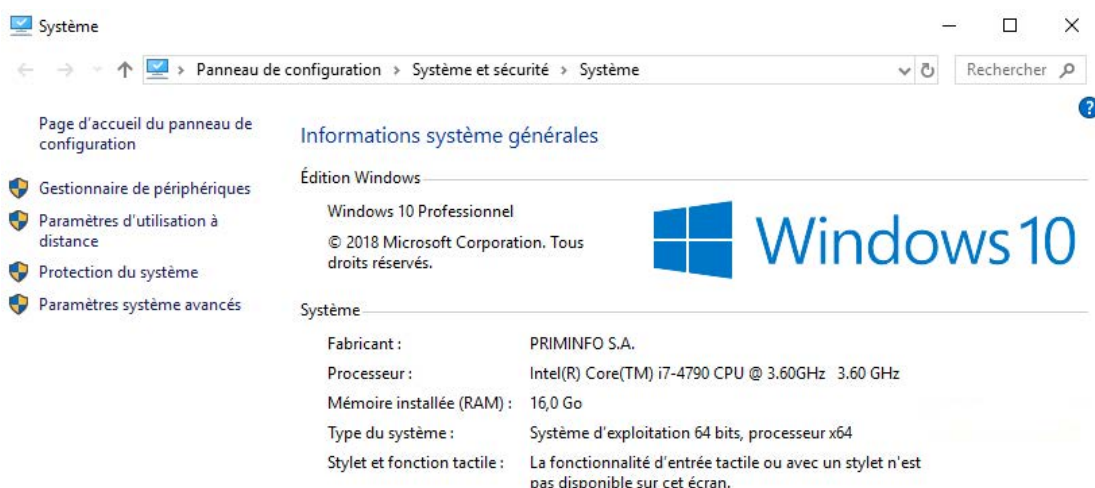 Système
Panneau de configuration > Système et sécurité > Système
Rechercher
?
Page d'accueil du panneau de
configuration
Gestionnaire de périphériques
Paramètres d'utilisation à
distance
Protection du système
Paramètres système avancés
Informations système générales
Édition Windows
Windows 10 Professionnel
© 2018 Microsoft Corporation. Tous
droits réservés.
Windows 10
Système
Fabricant : PRIMINFO S.A.
Processeur : Intel(R) Core(TM) i7-4790 CPU @ 3.60GHz 3.60 GHz
Mémoire installée (RAM) : 16,0 Go
Type du système : Système d'exploitation 64 bits, processeur x64
Stylet et fonction tactile : La fonctionnalité d'entrée tactile ou avec un stylet n'est
pas disponible sur cet écran.